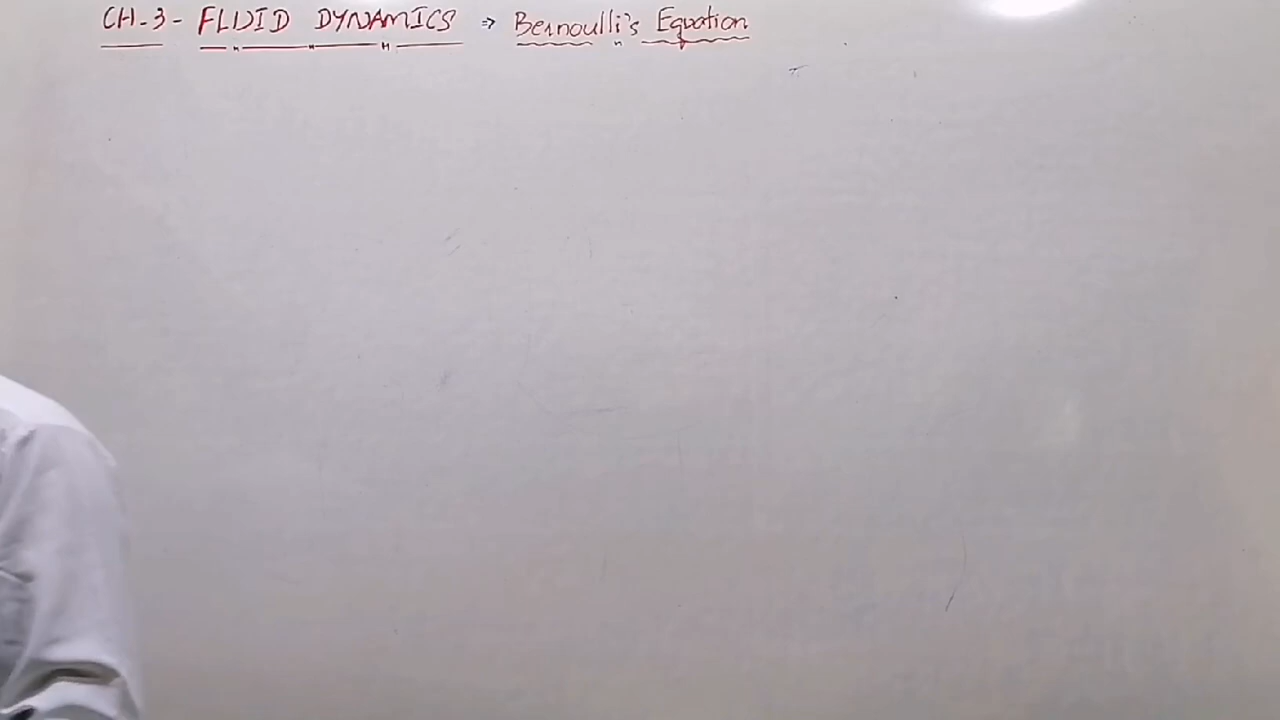 CH-3- FLUID DYNAMICS ⇒ Bernoulli's Equation